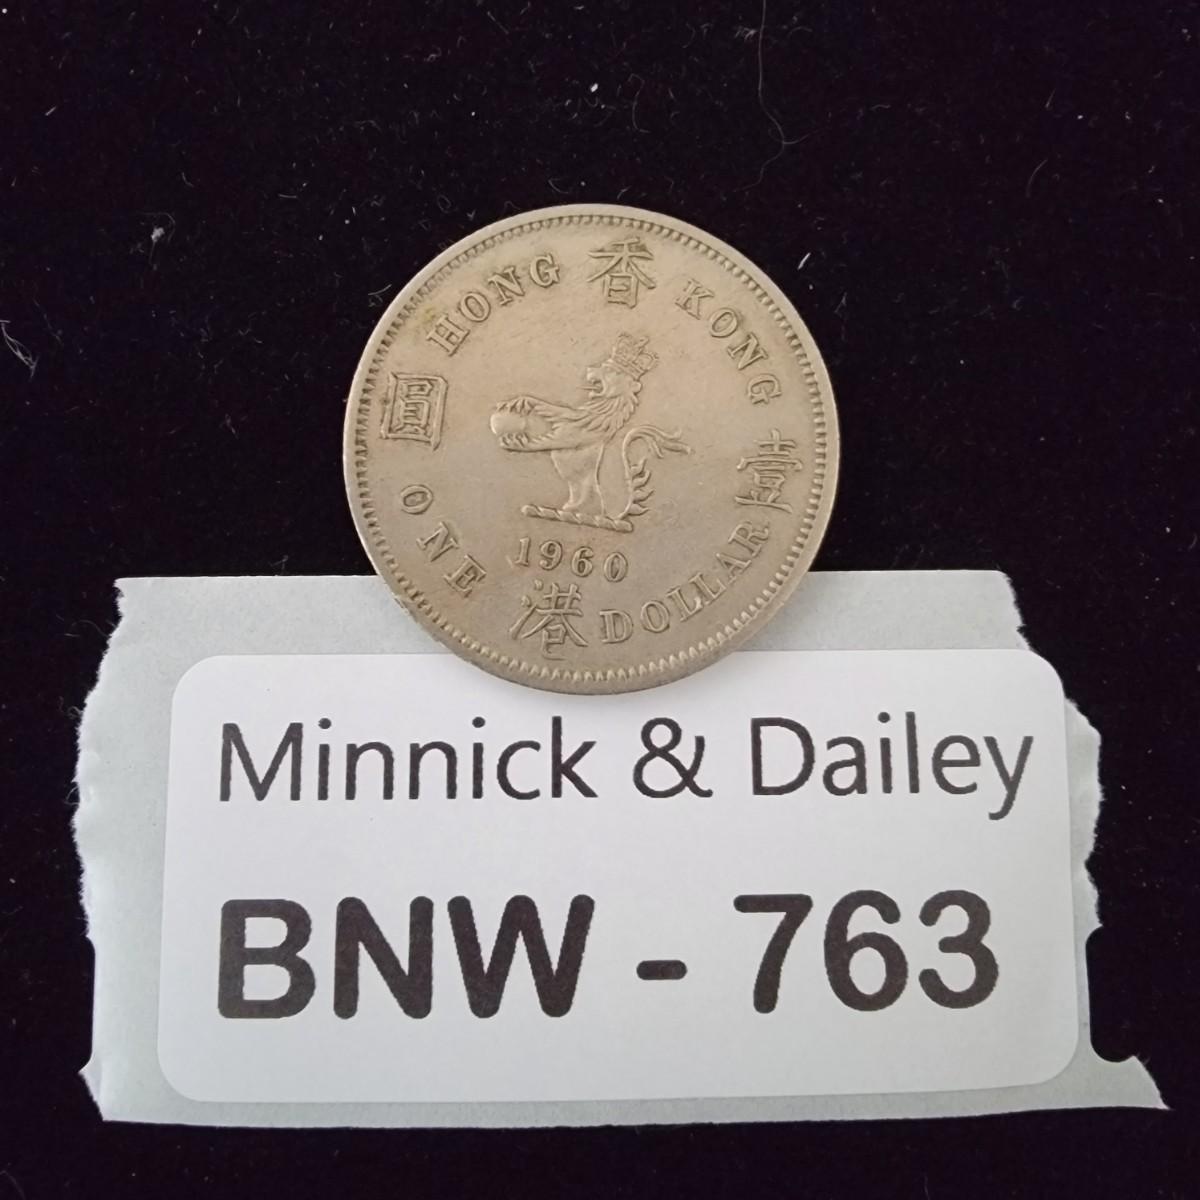 HONG 香 KONG
圓 壹
1960
ONE 港 DOLLAR
Minnick & Dailey
BNW - 763